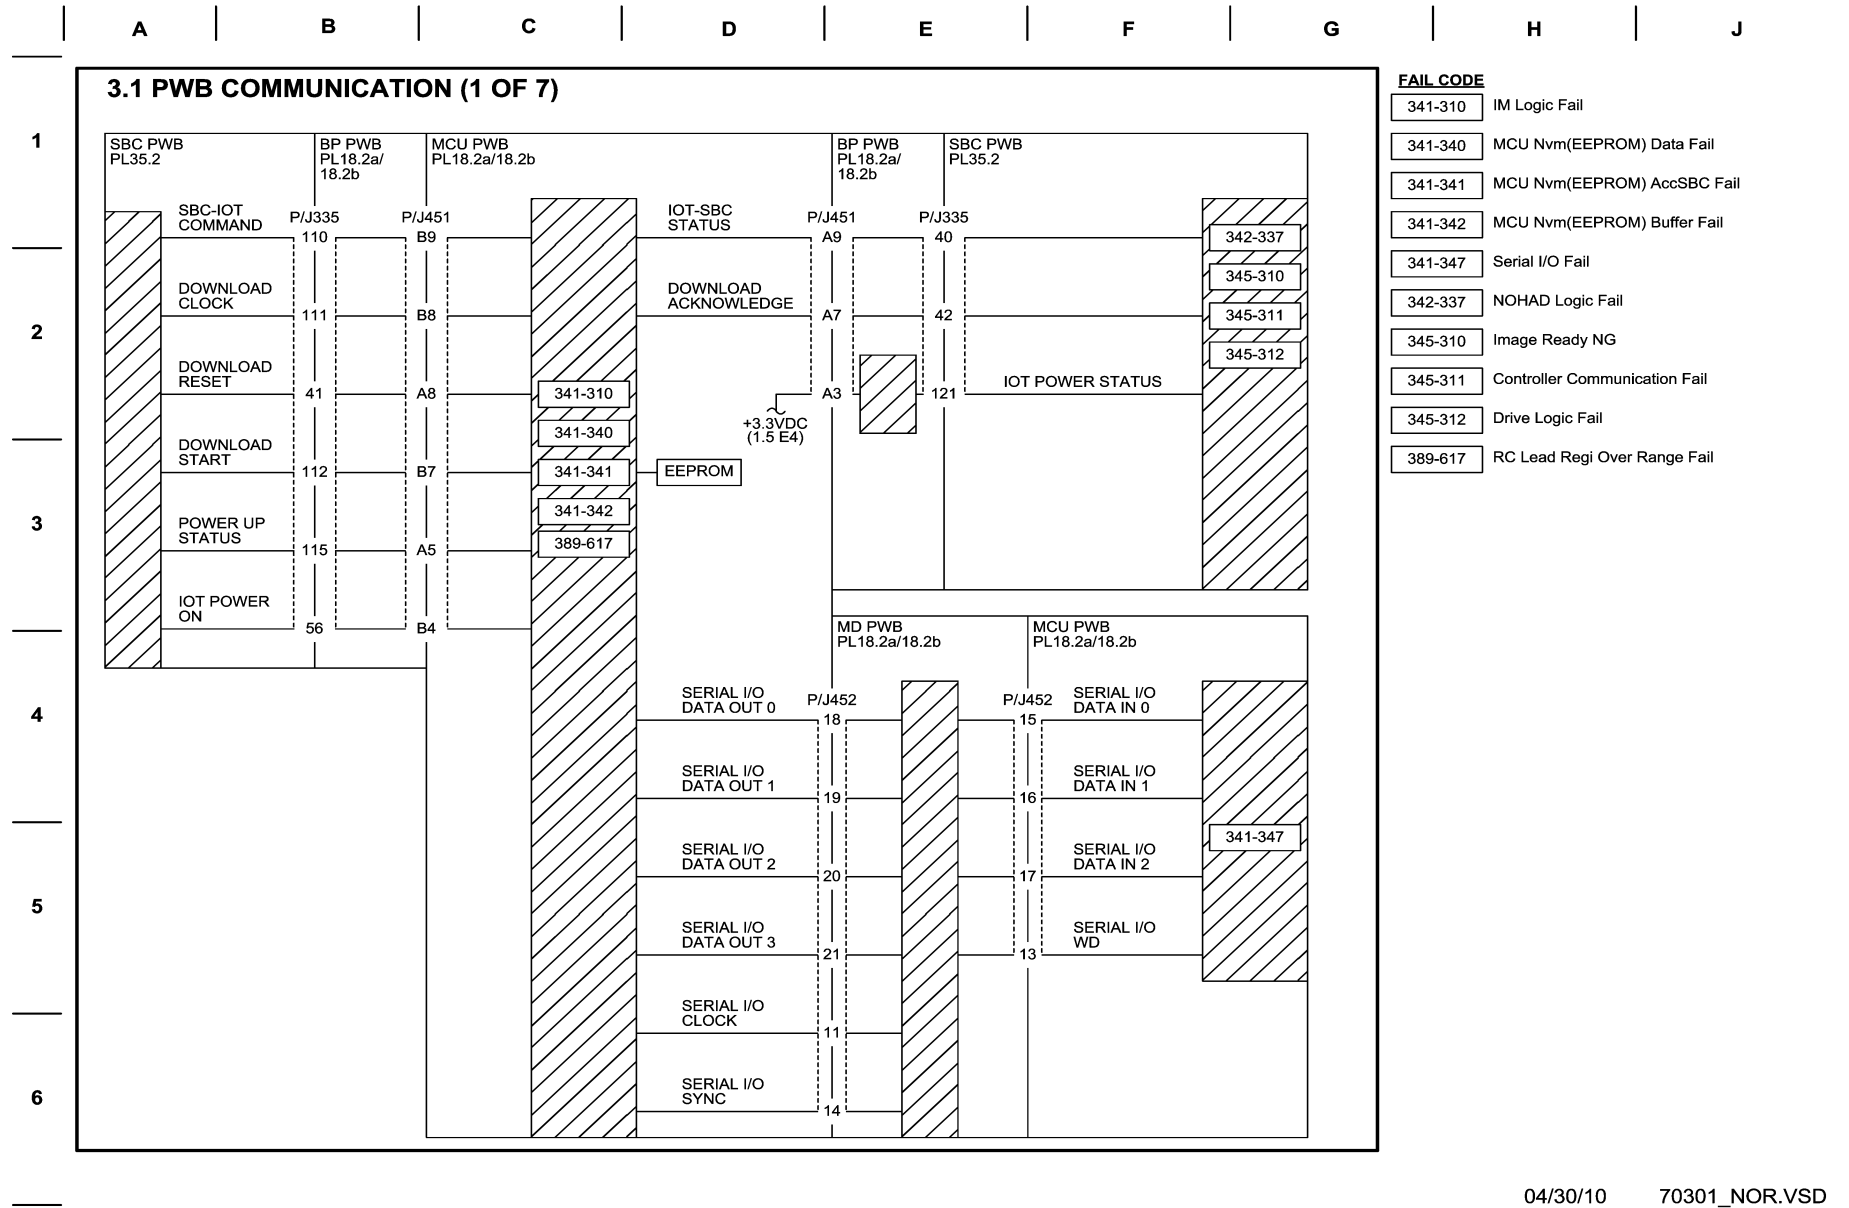 A B C D E F G H J
3.1 PWB COMMUNICATION (1 OF 7)
1
2
3
4
5
6
SBC PWB
PL35.2
BP PWB
PL18.2a/
18.2b
MCU PWB
PL18.2a/18.2b
BP PWB
PL18.2a/
18.2b
SBC PWB
PL35.2
SBC-IOT
COMMAND
P/J335
P/J451
110
B9
DOWNLOAD
CLOCK
111
B8
DOWNLOAD
RESET
41
A8
DOWNLOAD
START
112
B7
POWER UP
STATUS
115
A5
IOT POWER
ON
56
B4
341-310
341-340
341-341
341-342
389-617
EEPROM
IOT-SBC
STATUS
P/J451
P/J335
A9
40
DOWNLOAD
ACKNOWLEDGE
A7
42
A3
121
IOT POWER STATUS
+3.3VDC
(1.5 E4)
342-337
345-310
345-311
345-312
MD PWB
PL18.2a/18.2b
MCU PWB
PL18.2a/18.2b
SERIAL I/O
DATA OUT 0
P/J452
18
P/J452
15
SERIAL I/O
DATA IN 0
SERIAL I/O
DATA OUT 1
19
16
SERIAL I/O
DATA IN 1
SERIAL I/O
DATA OUT 2
20
17
SERIAL I/O
DATA IN 2
SERIAL I/O
DATA OUT 3
21
13
SERIAL I/O
WD
341-347
SERIAL I/O
CLOCK
11
SERIAL I/O
SYNC
14
FAIL CODE
341-310 IM Logic Fail
341-340 MCU Nvm(EEPROM) Data Fail
341-341 MCU Nvm(EEPROM) AccSBC Fail
341-342 MCU Nvm(EEPROM) Buffer Fail
341-347 Serial I/O Fail
342-337 NOHAD Logic Fail
345-310 Image Ready NG
345-311 Controller Communication Fail
345-312 Drive Logic Fail
389-617 RC Lead Regi Over Range Fail
04/30/10 70301_NOR.VSD